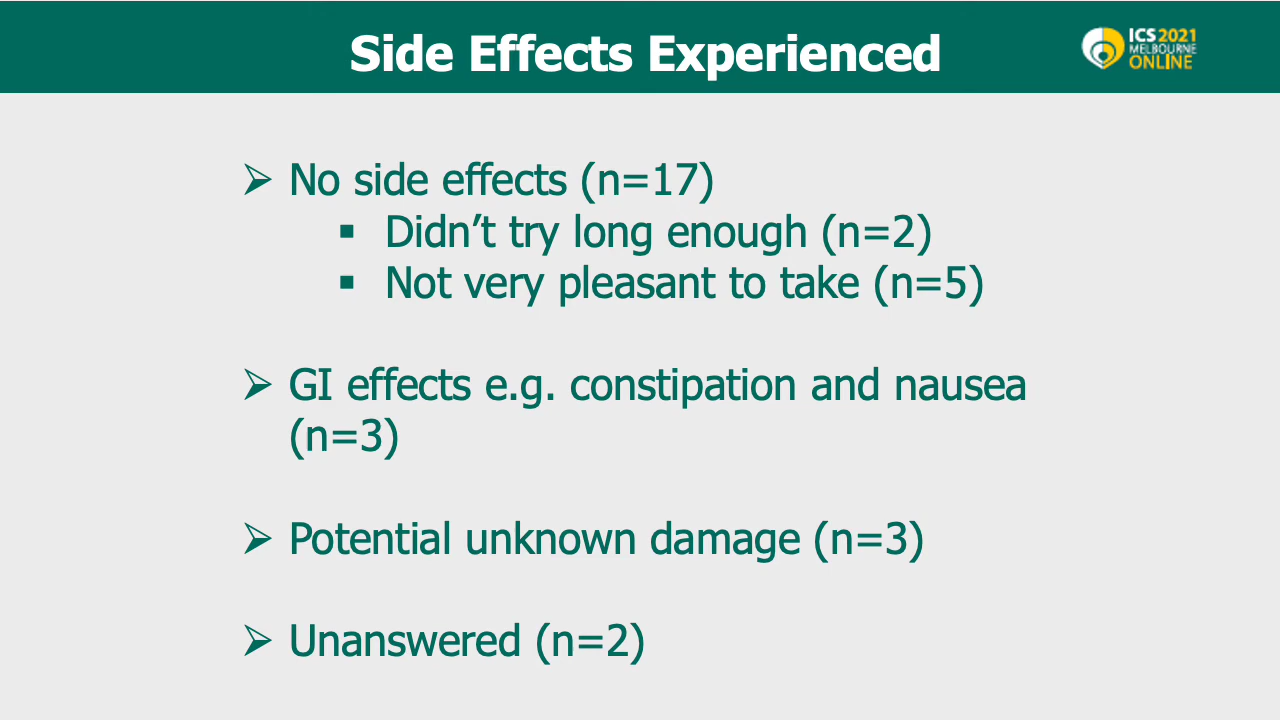 Side Effects Experienced
ICS 2021
MELBOURNE
ONLINE
➢ No side effects (n=17)
▪ Didn’t try long enough (n=2)
▪ Not very pleasant to take (n=5)
➢ GI effects e.g. constipation and nausea
(n=3)
➢ Potential unknown damage (n=3)
➢ Unanswered (n=2)